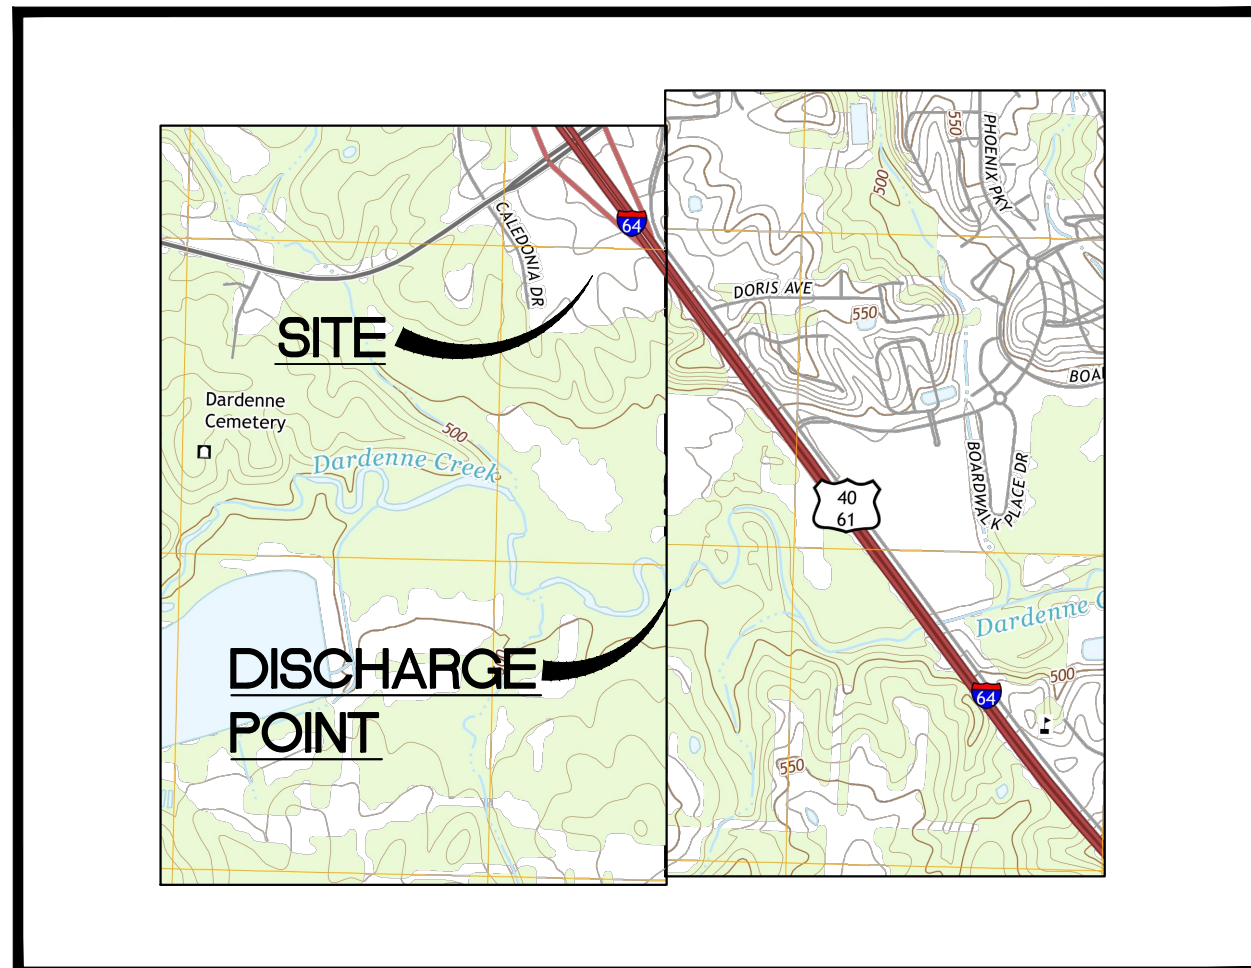 550
PHOENIX PKY
500
CALEDONIA DR
64
DORIS AVE
550
SITE
Dardenne
Cemetery
500
Dardenne Creek
BOARDWALK
PLACE DR
40
61
Dardenne C
DISCHARGE
POINT
64
500
550
BOA